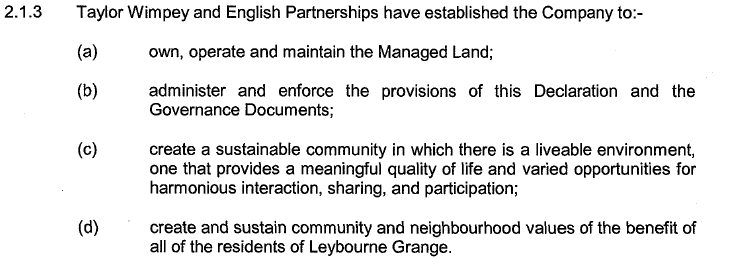 2.1.3 Taylor Wimpey and English Partnerships have established the Company to:-
(a) own, operate and maintain the Managed Land;
(b) administer and enforce the provisions of this Declaration and the
Governance Documents;
(c) create a sustainable community in which there is a liveable environment,
one that provides a meaningful quality of life and varied opportunities for
harmonious interaction, sharing, and participation;
(d) create and sustain community and neighbourhood values of the benefit of
all of the residents of Leybourne Grange.